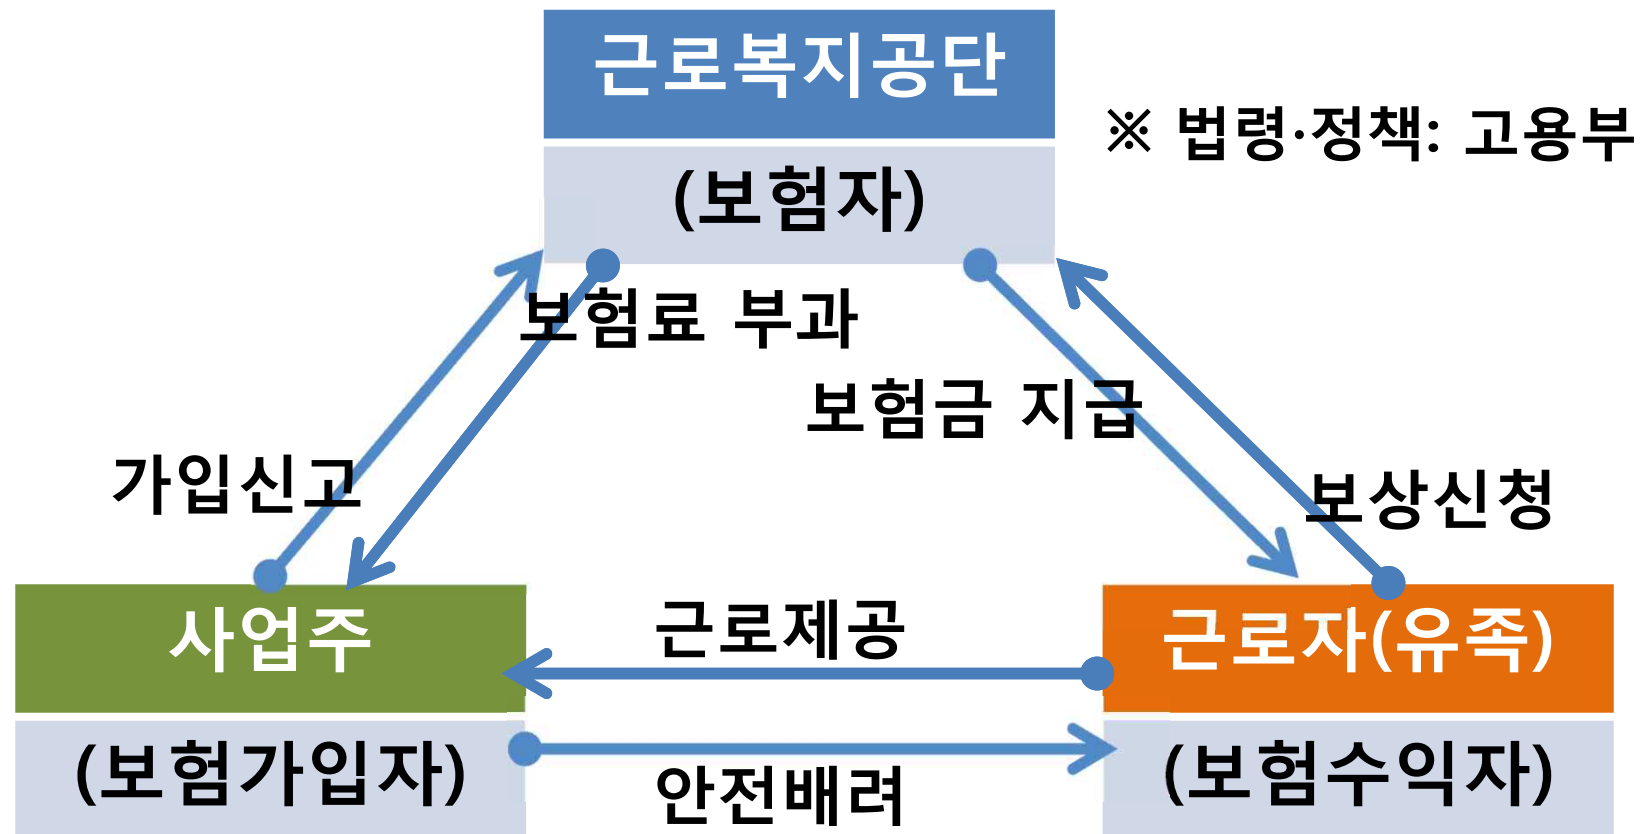 근로복지공단
※ 법령·정책: 고용부
(보험자)
보험료 부과
보험금 지급
가입신고
보상신청
사업주
근로제공
근로자(유족)
(보험가입자)
안전배려
(보험수익자)